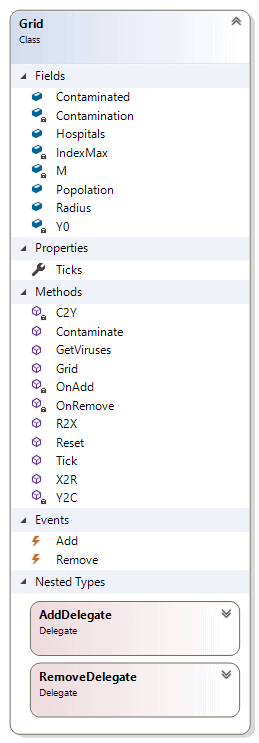 Grid
Class
Fields
Contaminated
Contamination
Hospitals
IndexMax
M
Popolation
Radius
Y0
Properties
Ticks
Methods
C2Y
Contaminate
GetViruses
Grid
OnAdd
OnRemove
R2X
Reset
Tick
X2R
Y2C
Events
Add
Remove
Nested Types
AddDelegate
Delegate
RemoveDelegate
Delegate